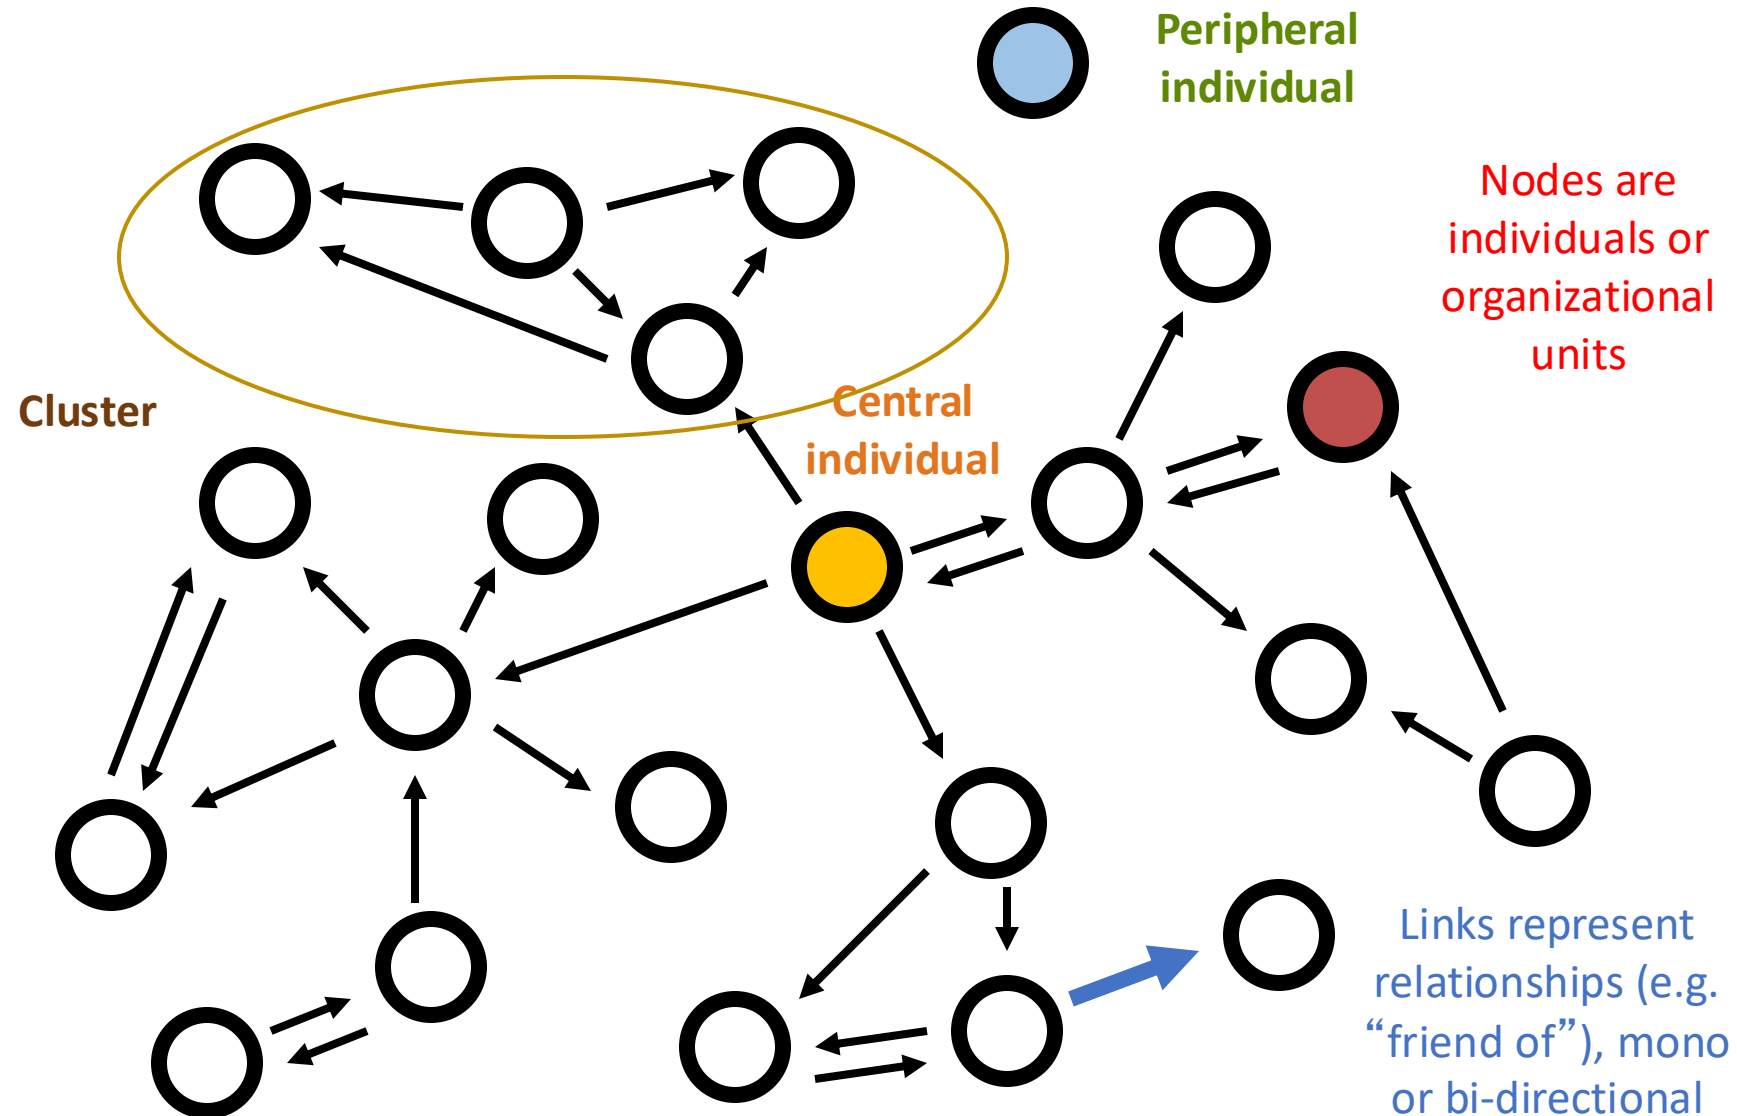 Peripheral
individual
Nodes are
individuals or
organizational
units
Cluster
Central
individual
Links represent
relationships (e.g.
“friend of”), mono
or bi-directional